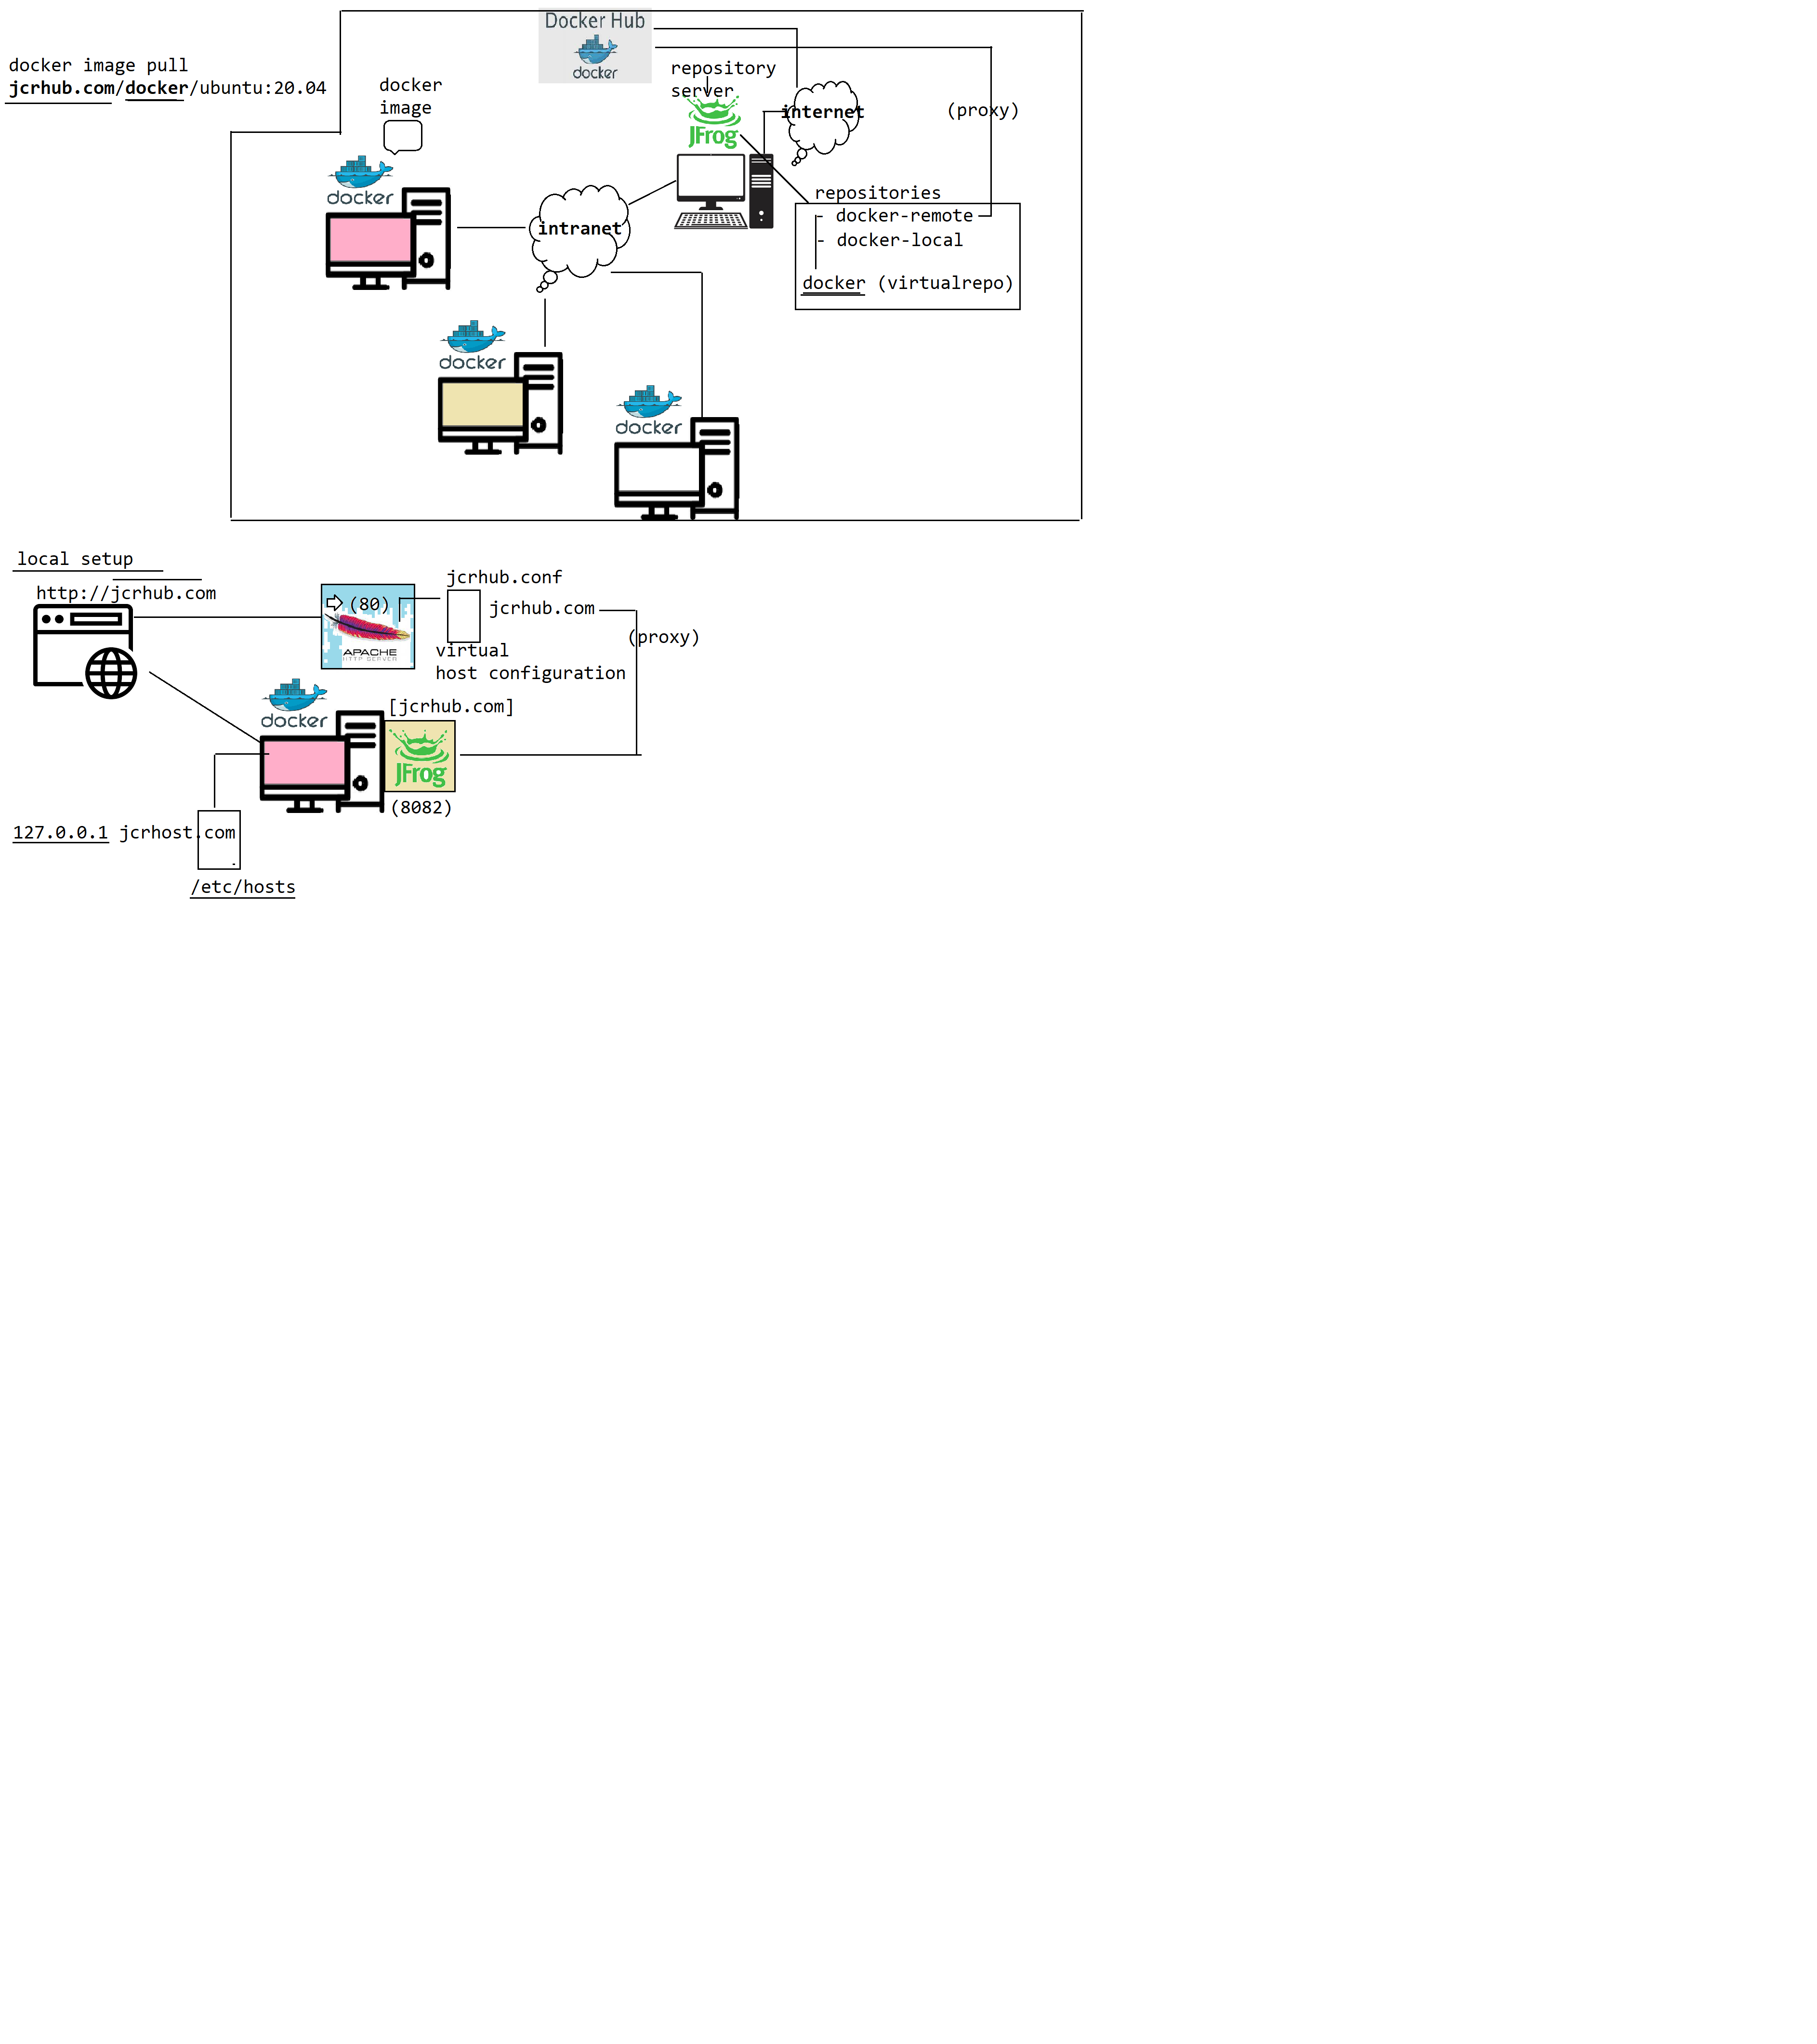 Docker Hub
docker
docker image pull
jcrhub.com/docker/ubuntu:20.04
docker
image
repository
server
JFrog
internet
(proxy)
docker
intranet
repositories
- docker-remote
- docker-local
docker (virtualrepo)
docker
docker
local setup
http://jcrhub.com
(80)
APACHE
HTTP SERVER
jcrhub.conf
jcrhub.com
(proxy)
virtual
host configuration
docker
[jcrhub.com]
JFrog
(8082)
127.0.0.1 jcrhost.com
/etc/hosts